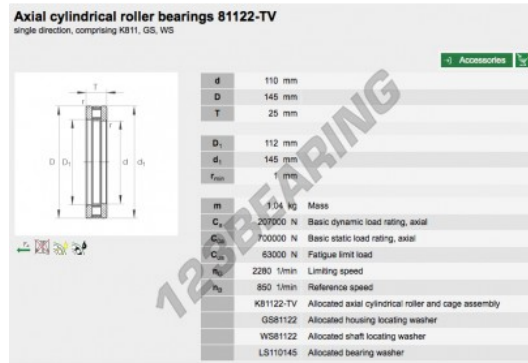 Axial cylindrical roller bearings 81122-TV
single direction, comprising K811, GS, WS
Accessories
d 110 mm
D 145 mm
T 25 mm
D₁ 112 mm
d₁ 145 mm
rmin 1 mm
m 1.04 kg Mass
Ca 207000 N Basic dynamic load rating, axial
C0a 700000 N Basic static load rating, axial
Cua 63000 N Fatigue limit load
nG 2280 1/min Limiting speed
nB 850 1/min Reference speed
K81122-TV Allocated axial cylindrical roller and cage assembly
GS81122 Allocated housing locating washer
WS81122 Allocated shaft locating washer
LS110145 Allocated bearing washer
T
r
r
D D₁ d d₁
123BEARING